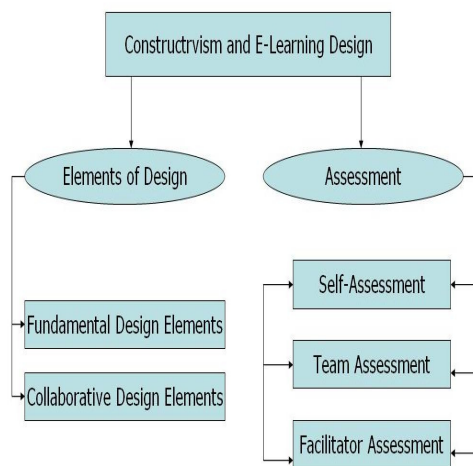 Constructrvism and E-Learning Design
Elements of Design
Assessment
Fundamental Design Elements
Collaborative Design Elements
Self-Assessment
Team Assessment
Facilitator Assessment